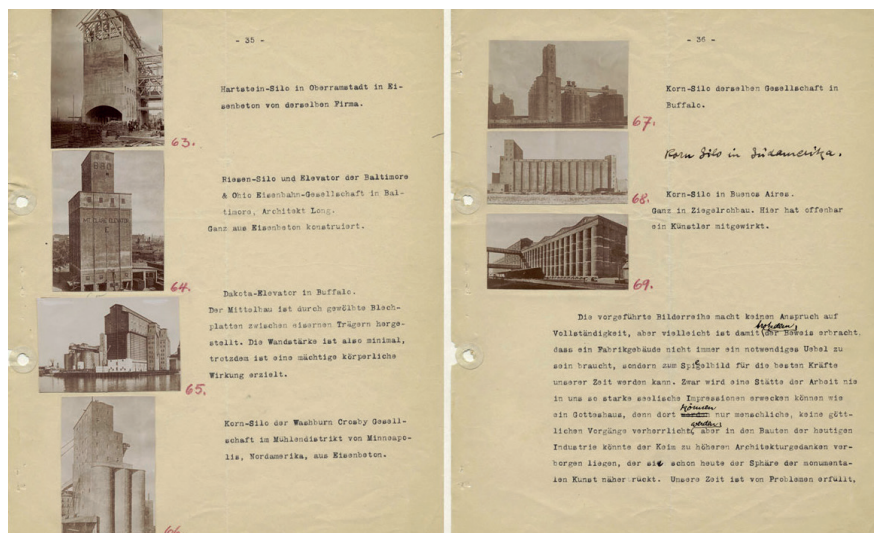 - 35 -
Hartstein-Silo in Oberramstadt in Ei-
senbeton von derselben Firma.
63.
Riesen-Silo und Elevator der Baltimore
& Ohio Eisenbahn-Gesellschaft in Bal-
timore, Architekt Long.
Ganz aus Eisenbeton konstruiert.
64.
Dakota-Elevator in Buffalo.
Der Mittelbau ist durch gewölbte Blech-
platten zwischen eisernen Trägern herge-
stellt. Die Wandstärke ist also minimal,
trotzdem ist eine mächtige körperliche
Wirkung erzielt.
65.
Korn-Silo der Washburn Crosby Gesell-
schaft im Mühlendistrikt von Minneapo-
lis, Nordamerika, aus Eisenbeton.
66.
- 36 -
Korn-Silo derselben Gesellschaft in
Buffalo.
67.
Korn Silo in Südamerika.
68.
Korn-Silo in Buenos Aires.
Ganz in Ziegelrohbau. Hier hat offenbar
ein Künstler mitgewirkt.
69.
Die vorgeführte Bilderreihe macht keinen Anspruch auf
Vollständigkeit, aber vielleicht ist damit der Beweis erbracht,
dass ein Fabrikgebäude nicht immer ein notwendiges Uebel zu
sein braucht, sondern zum Spielbild für die besten Kräfte
unserer Zeit werden kann. Zwar wird eine Stätte der Arbeit nie
in uns so starke seelische Impressionen erwecken können wie
können
ein Gotteshaus, denn dort werden nur menschliche, keine gött-
werden,
lichen Vorgänge verherrlicht, aber in den Bauten der heutigen
Industrie könnte der Keim zu höheren Architekturgedanken ver-
borgen liegen, der sie schon heute der Sphäre der monumenta-
len Kunst näher rückt. Unsere Zeit ist von Problemen erfüllt,